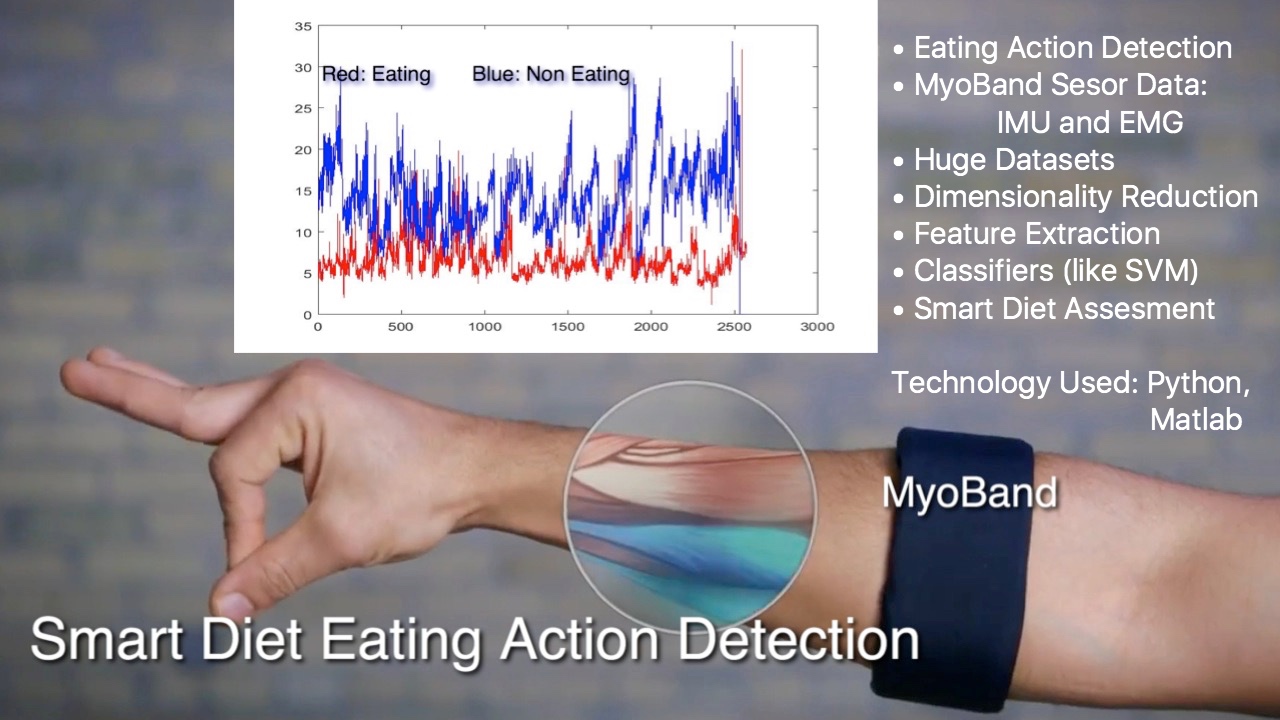 35
30
25
20
15
10
5
0
0 500 1000 1500 2000 2500 3000
Red: Eating Blue: Non Eating
• Eating Action Detection
• MyoBand Sesor Data:
IMU and EMG
• Huge Datasets
• Dimensionality Reduction
• Feature Extraction
• Classifiers (like SVM)
• Smart Diet Assesment
Technology Used: Python,
Matlab
MyoBand
Smart Diet Eating Action Detection